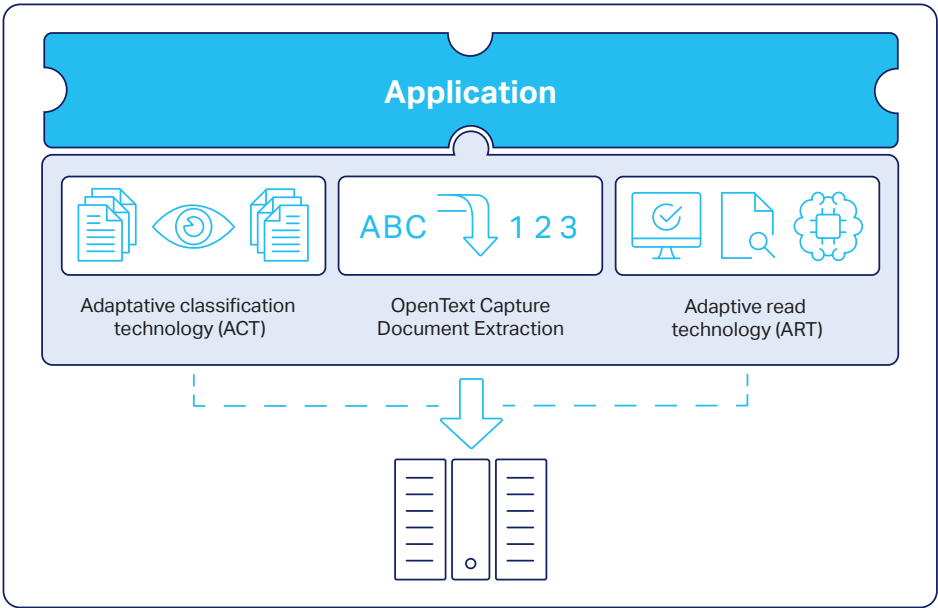 Application
ABC
1 2 3
Adaptative classification
technology (ACT)
OpenText Capture
Document Extraction
Adaptive read
technology (ART)